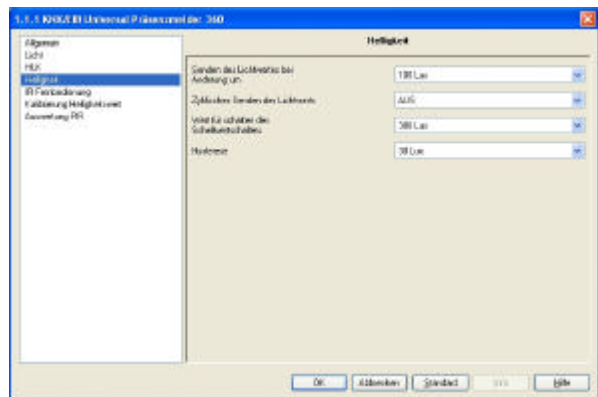 1.1.1 KNX/EIB Universal Präsenzmelder 360
Allgemein
Licht
HLK
Helligkeit
IR Fernbedienung
Kalibrierung Helligkeitswert
Auswertung PIR
Helligkeit
Senden des Lichtwertes bei
Änderung um
100 Lux
Zyklisches Senden des Lichtwerts
AUS
Wert für schalten des
Schaltwertschalters
300 Lux
Hysterese
30 Lux
OK
Abbrechen
Standard
Hilfe